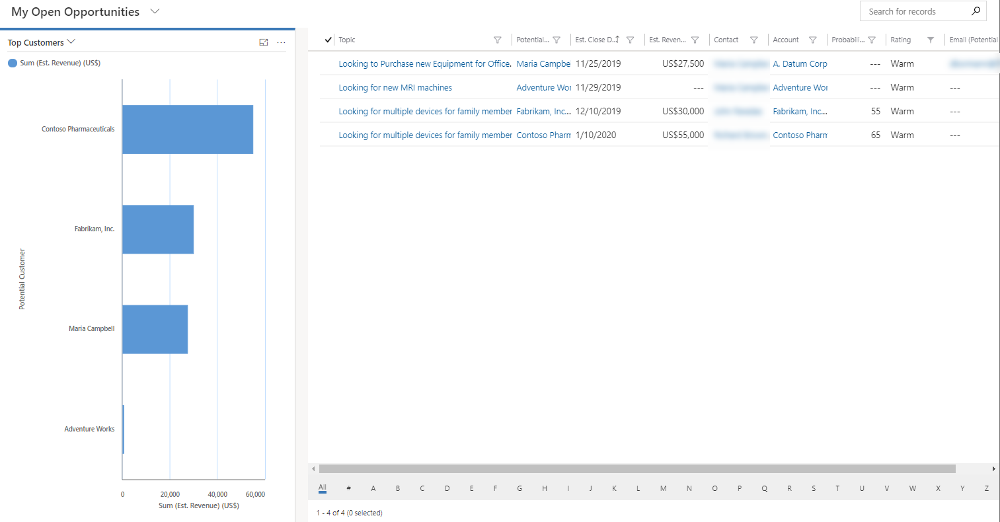 My Open Opportunities
Search for records
Top Customers
Sum (Est. Revenue) (US$)
Contoso Pharmaceuticals
Fabrikam, Inc.
Maria Campbell
Adventure Works
Potential Customer
0 20,000 40,000 60,000
Sum (Est. Revenue) (US$)
Topic Potential... Est. Close D... Est. Reven... Contact Account Probabili... Rating Email (Potential
Looking to Purchase new Equipment for Office. Maria Campbe 11/25/2019 US$27,500 A. Datum Corp --- Warm
Looking for new MRI machines Adventure Wor 11/29/2019 --- Adventure Wor --- Warm ---
Looking for multiple devices for family member Fabrikam, Inc... 12/10/2019 US$30,000 Fabrikam, Inc... 55 Warm ---
Looking for multiple devices for family member Contoso Pharm 1/10/2020 US$55,000 Contoso Pharm 65 Warm ---
All # A B C D E F G H I J K L M N O P Q R S T U V W X Y Z
1 - 4 of 4 (0 selected)